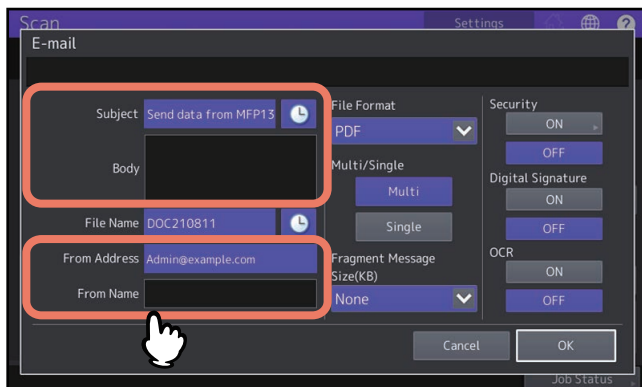 Scan
Settings
E-mail
Subject
Send data from MFP13
Body
File Name
DOC210811
From Address
Admin@example.com
From Name
File Format
PDF
Multi/Single
Multi
Single
Fragment Message
Size(KB)
None
Security
ON
OFF
Digital Signature
ON
OFF
OCR
ON
OFF
Cancel
OK
Job Status